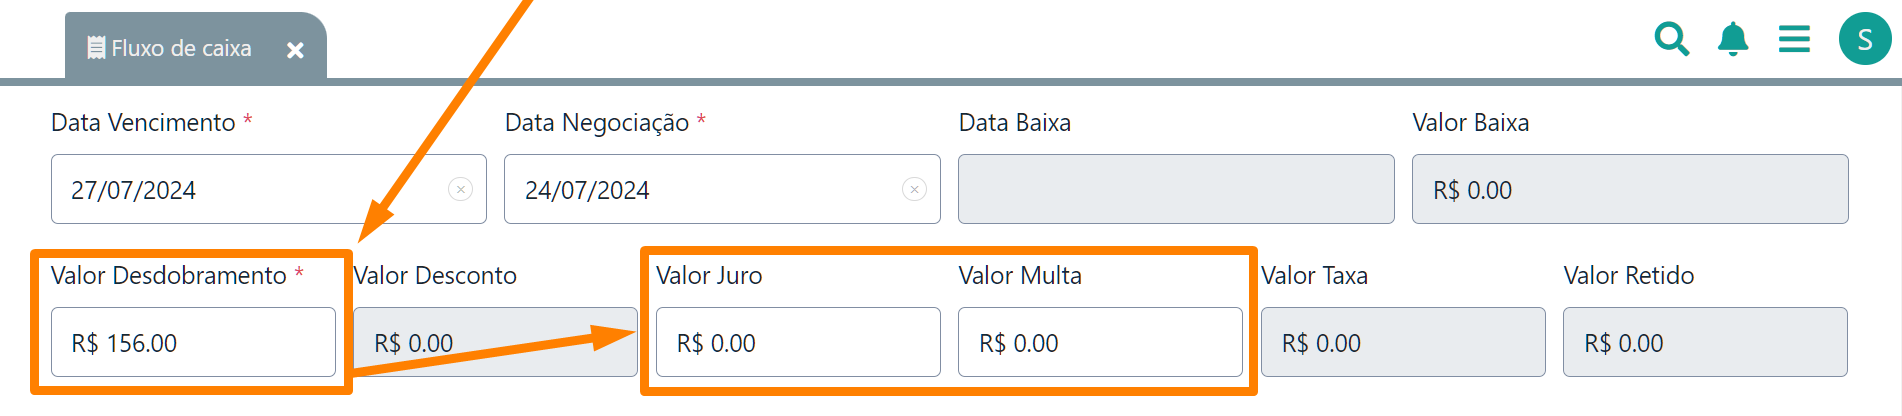 Fluxo de caixa
S
Data Vencimento * Data Negociação * Data Baixa Valor Baixa
27/07/2024 24/07/2024 R$ 0.00
Valor Desdobramento * Valor Desconto Valor Juro Valor Multa Valor Taxa Valor Retido
R$ 156.00 R$ 0.00 R$ 0.00 R$ 0.00 R$ 0.00 R$ 0.00